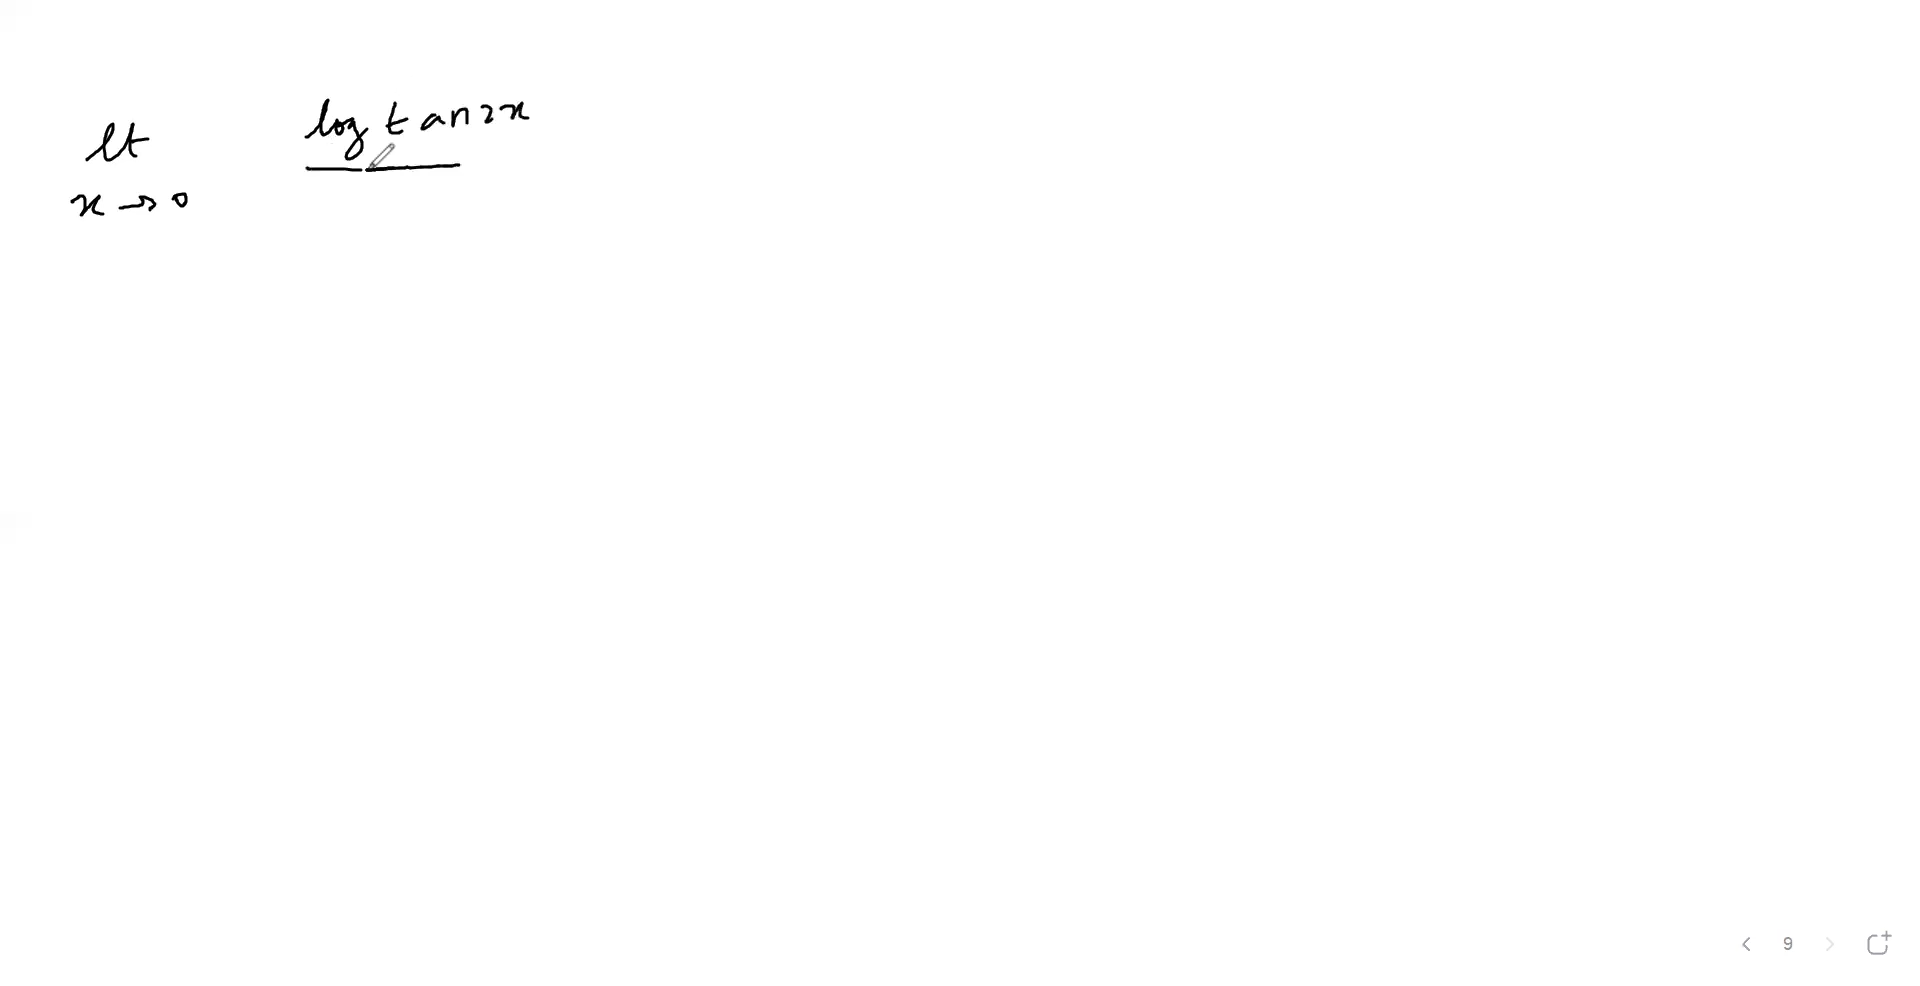 lt log tan2x
x → 0
9